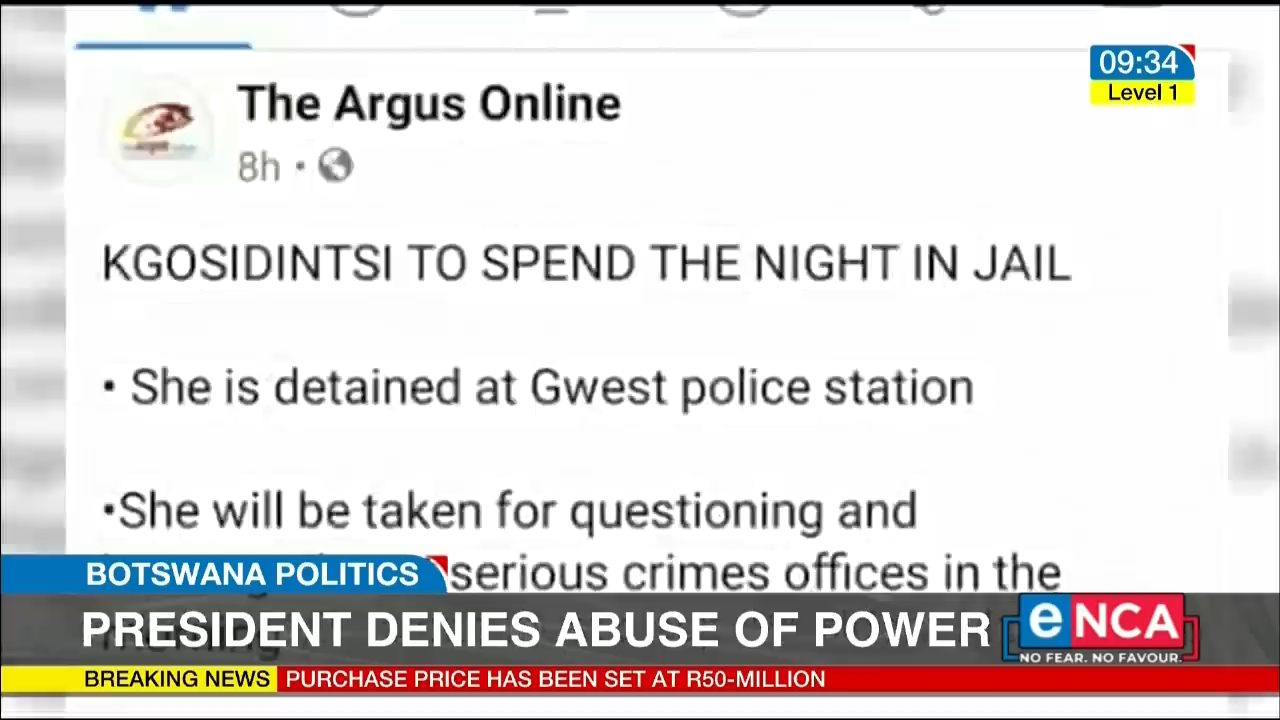 The Argus Online
8h •
09:34
Level 1
KGOSIDINTSI TO SPEND THE NIGHT IN JAIL
• She is detained at Gwest police station
•She will be taken for questioning and
serious crimes offices in the
BOTSWANA POLITICS
PRESIDENT DENIES ABUSE OF POWER
eNCA
NO FEAR. NO FAVOUR.
BREAKING NEWS PURCHASE PRICE HAS BEEN SET AT R50-MILLION